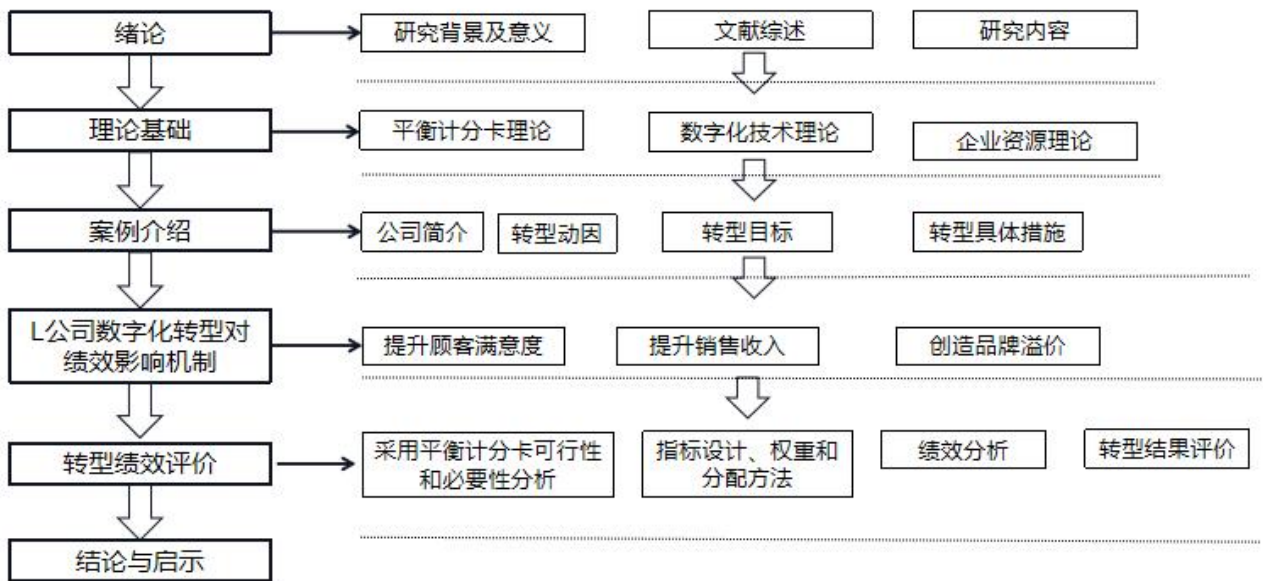 绪论
研究背景及意义
文献综述
研究内容
理论基础
平衡计分卡理论
数字化技术理论
企业资源理论
案例介绍
公司简介
转型动因
转型目标
转型具体措施
L公司数字化转型对
绩效影响机制
提升顾客满意度
提升销售收入
创造品牌溢价
转型绩效评价
采用平衡计分卡可行性
和必要性分析
指标设计、权重和
分配方法
绩效分析
转型结果评价
结论与启示